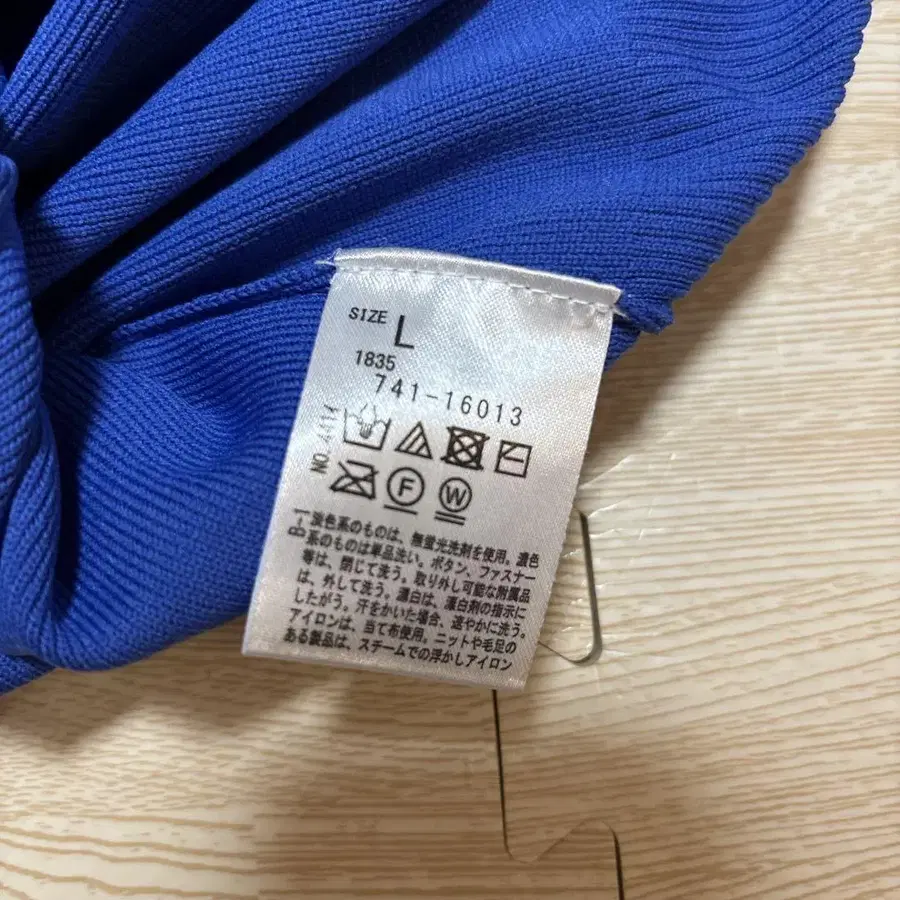 SIZE L
1835
741-16013
NO.4114
F
W
B-1
淡色系のものは、無蛍光洗剤を使用。濃色
系のものは単品洗い。ボタン、ファスナー
等は、閉じて洗う。取り外し可能な附属品
は、外して洗う。漂白は、漂白剤の指示に
したがう。汗をかいた場合、速やかに洗う。
アイロンは、当て布使用。ニットや毛足の
ある製品は、スチームでの浮かしアイロン